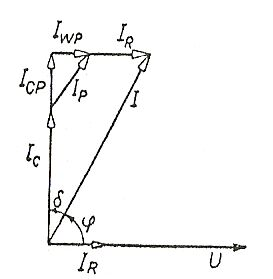 I_WP I_R
I_CP I_P I
I_C
δ φ
I_R U